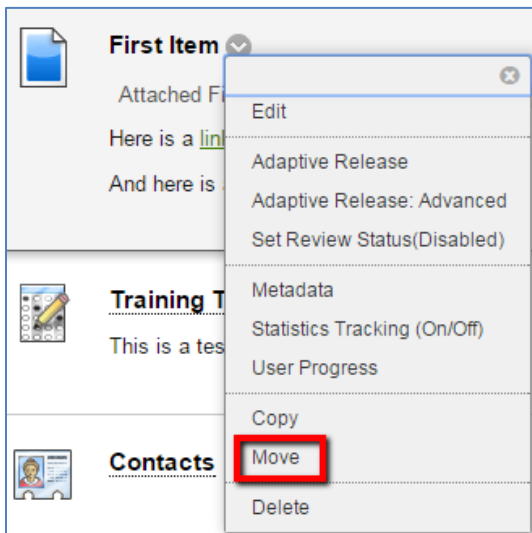 First Item
Attached Fi
Edit
Here is a lin
Adaptive Release
And here is
Adaptive Release: Advanced
Set Review Status(Disabled)
Metadata
Training T
Statistics Tracking (On/Off)
This is a tes
User Progress
Copy
Contacts
Move
Delete